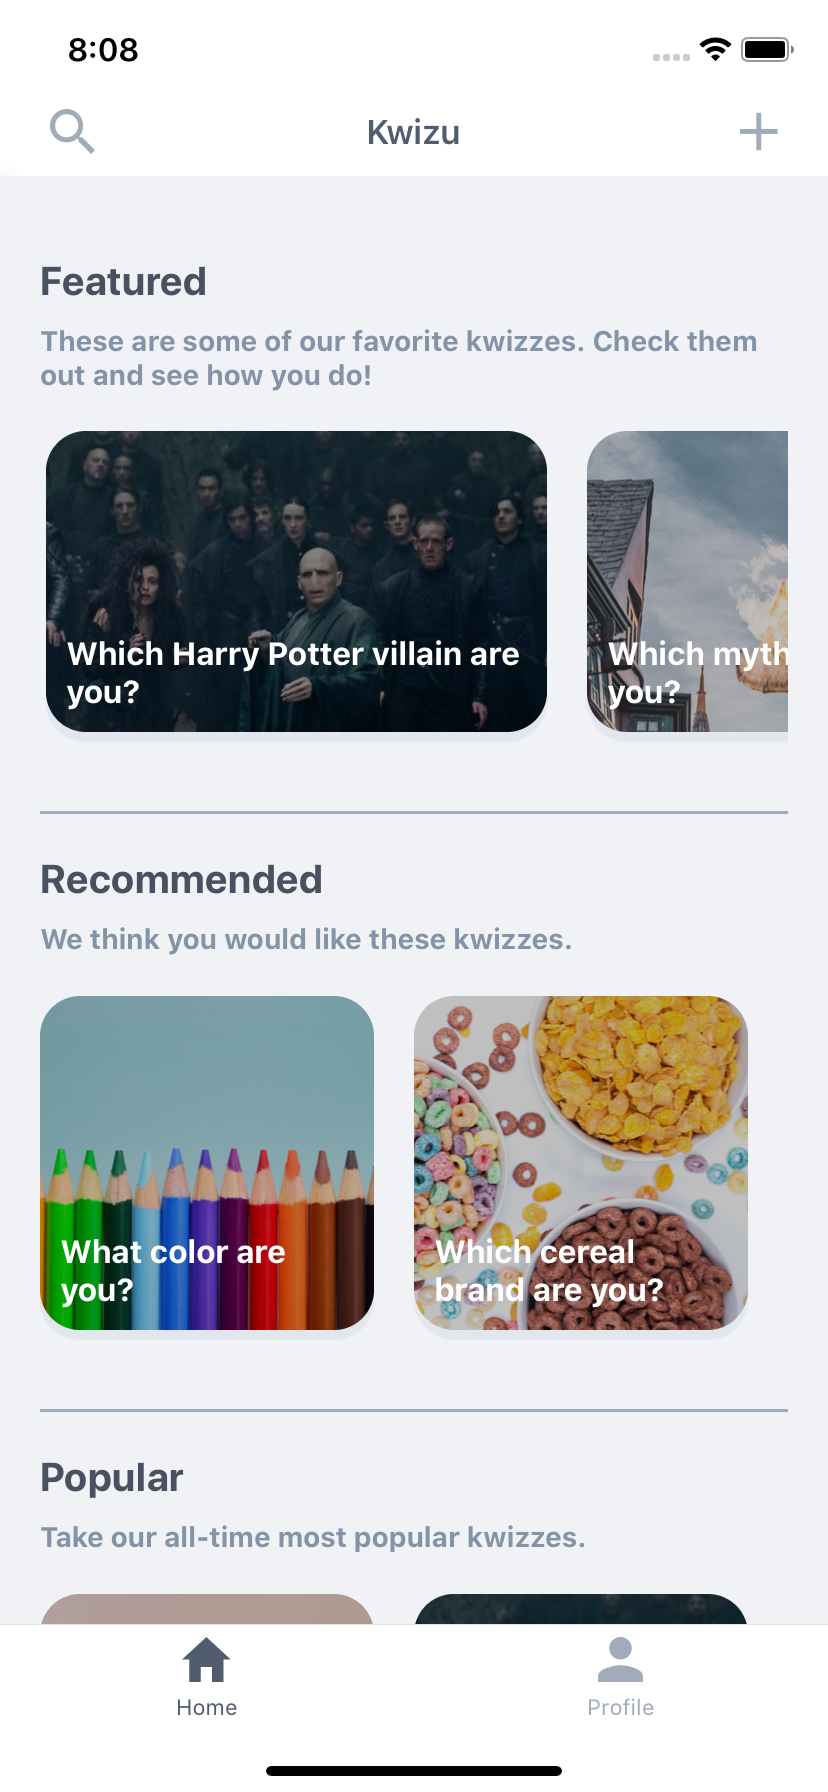 8:08
Kwizu
Featured
These are some of our favorite kwizzes. Check them
out and see how you do!
Which Harry Potter villain are
you?
Which myth
you?
Recommended
We think you would like these kwizzes.
What color are
you?
Which cereal
brand are you?
Popular
Take our all-time most popular kwizzes.
Home
Profile